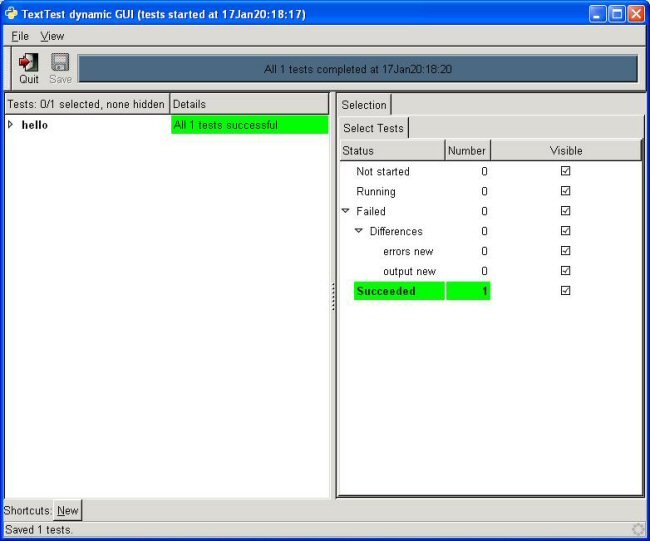 TextTest dynamic GUI (tests started at 17Jan20:18:17)
File View
Quit Save All 1 tests completed at 17Jan20:18:20
Tests: 0/1 selected, none hidden Details
hello All 1 tests successful
Selection
Select Tests
Status Number Visible
Not started 0
Running 0
Failed 0
Differences 0
errors new 0
output new 0
Succeeded 1
Shortcuts: New
Saved 1 tests.